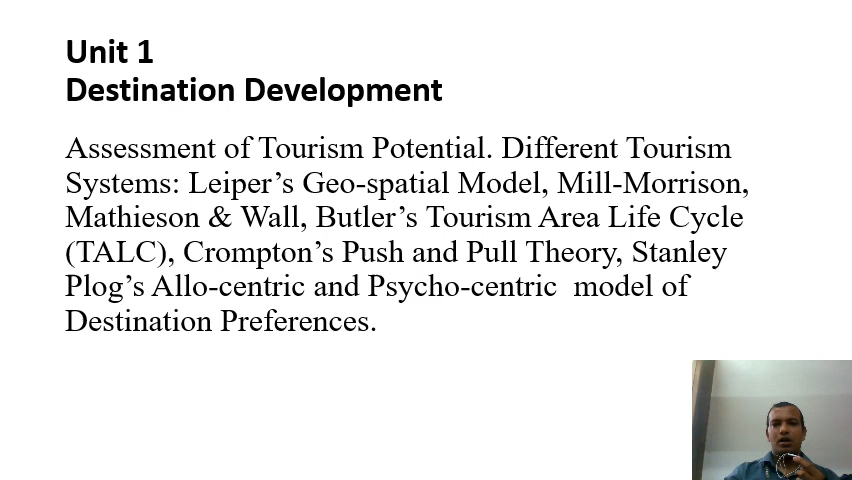 Unit 1
Destination Development
Assessment of Tourism Potential. Different Tourism
Systems: Leiper’s Geo-spatial Model, Mill-Morrison,
Mathieson & Wall, Butler’s Tourism Area Life Cycle
(TALC), Crompton’s Push and Pull Theory, Stanley
Plog’s Allo-centric and Psycho-centric  model of
Destination Preferences.